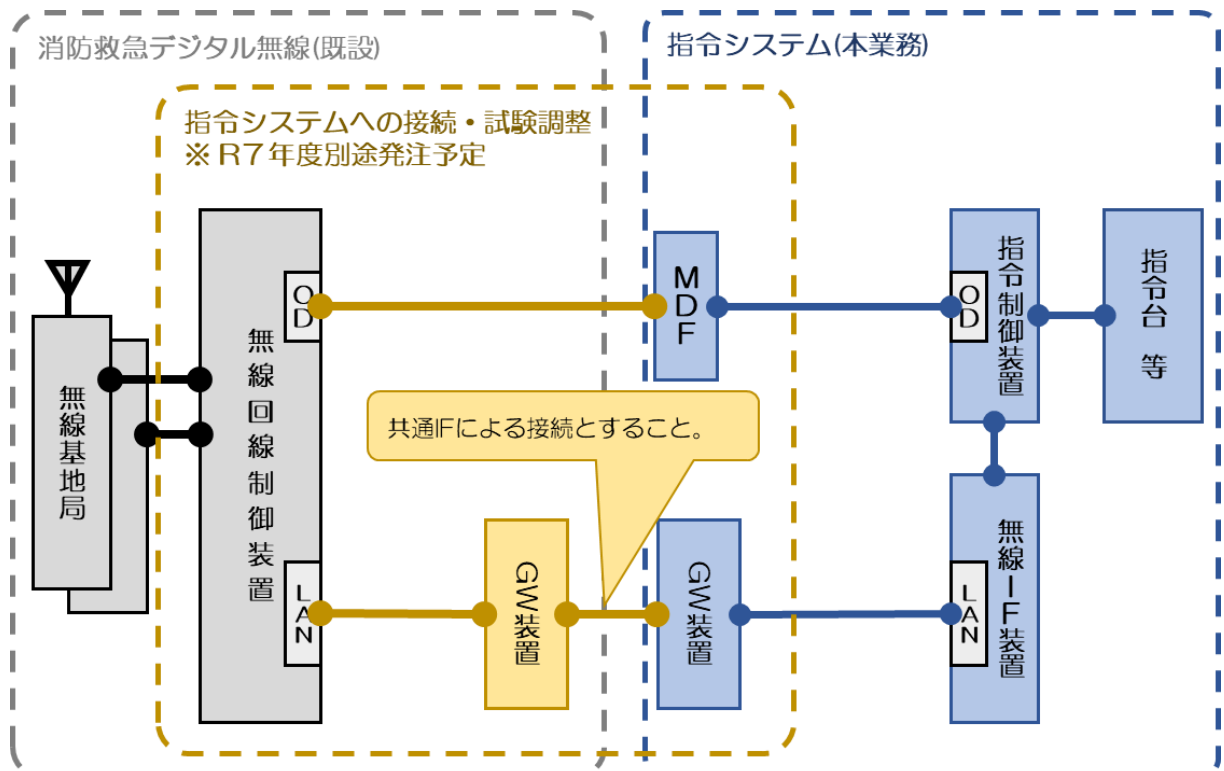 消防救急デジタル無線(既設)
指令システム(本業務)
指令システムへの接続・試験調整
※R7年度別途発注予定
無線基地局
無線回線制御装置
OD
LAN
MDF
OD
指令制御装置
指令台 等
共通IFによる接続とすること。
GW装置
GW装置
LAN
無線IF装置